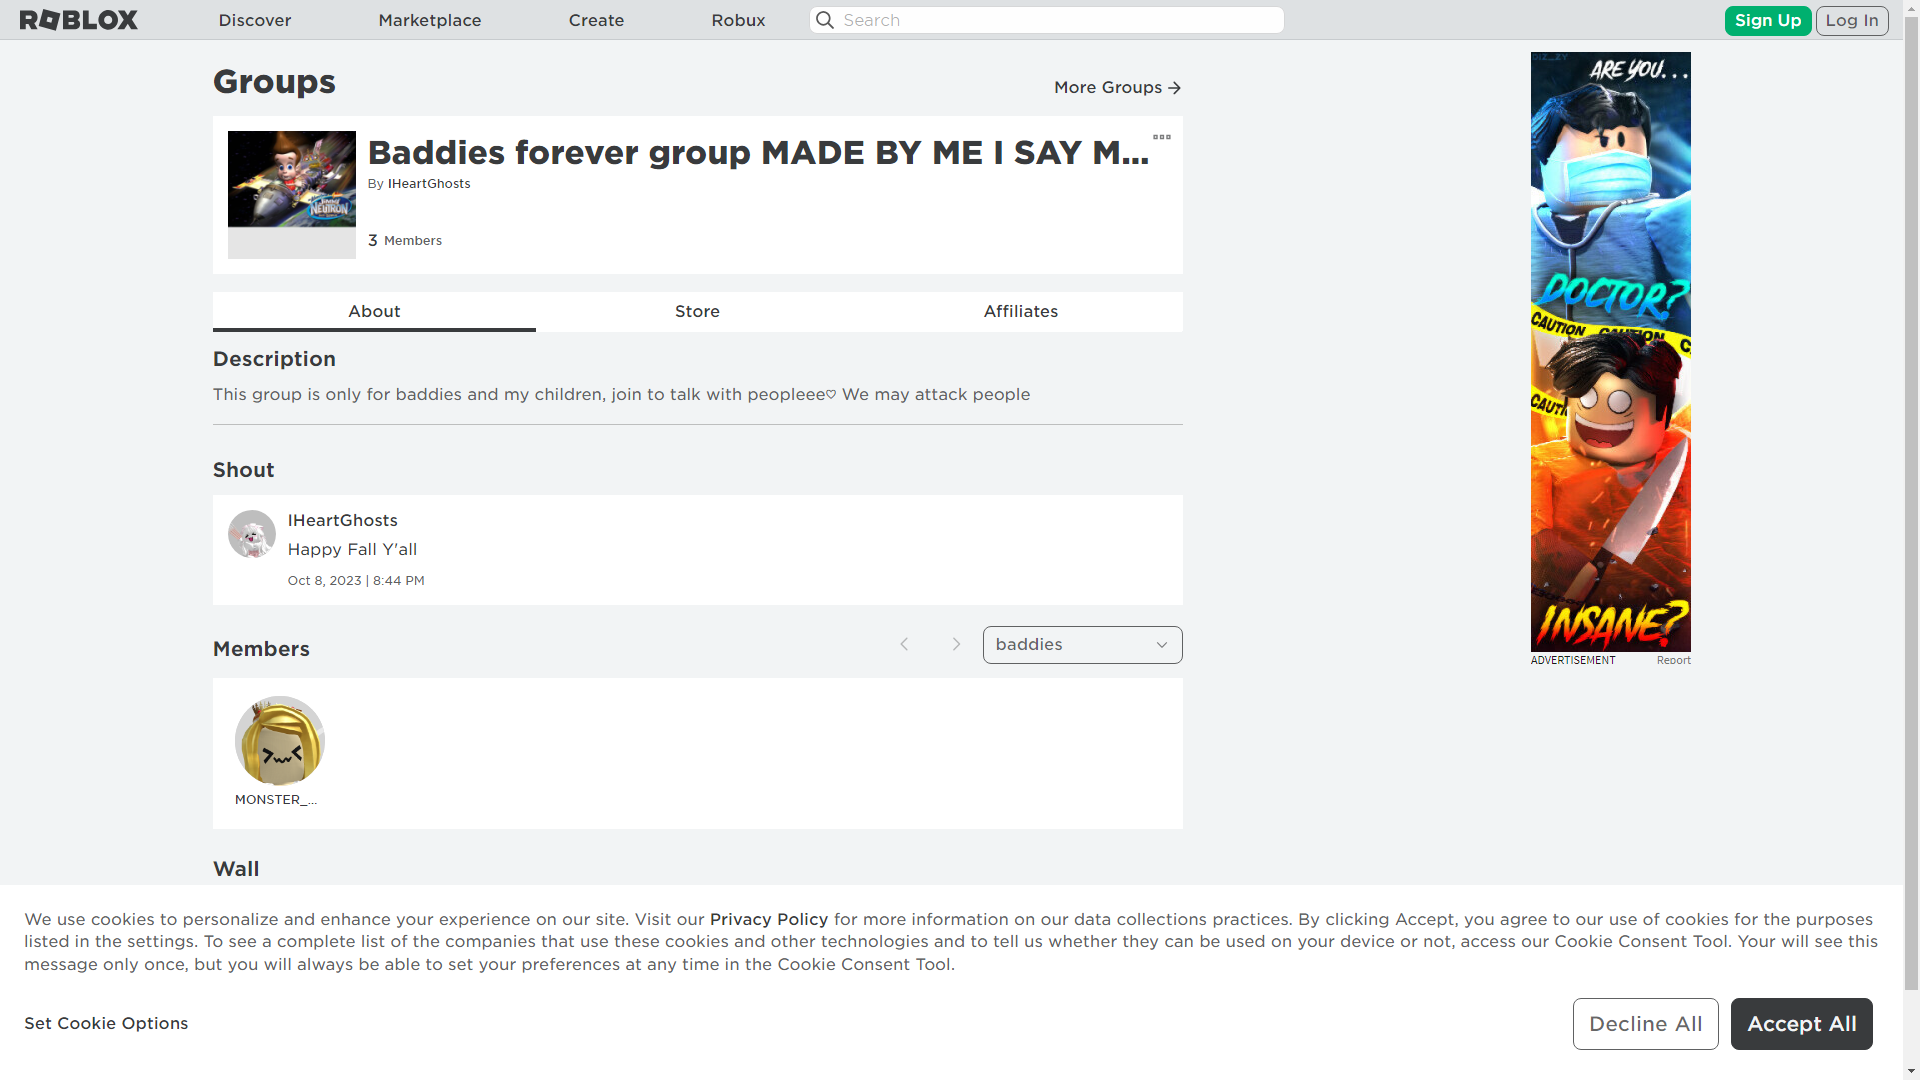 ROBLOX Discover Marketplace Create Robux Search Sign Up Log In
Groups
More Groups
Baddies forever group MADE BY ME I SAY M...
By IHeartGhosts
3 Members
About Store Affiliates
Description
This group is only for baddies and my children, join to talk with peopleee♡ We may attack people
Shout
IHeartGhosts
Happy Fall Y'all
Oct 8, 2023 | 8:44 PM
Members
baddies
MONSTER_...
Wall
ARE YOU...
DOCTOR?
CAUTION CAUTION
INSANE?
ADVERTISEMENT Report
We use cookies to personalize and enhance your experience on our site. Visit our Privacy Policy for more information on our data collections practices. By clicking Accept, you agree to our use of cookies for the purposes
listed in the settings. To see a complete list of the companies that use these cookies and other technologies and to tell us whether they can be used on your device or not, access our Cookie Consent Tool. Your will see this
message only once, but you will always be able to set your preferences at any time in the Cookie Consent Tool.
Set Cookie Options
Decline All
Accept All